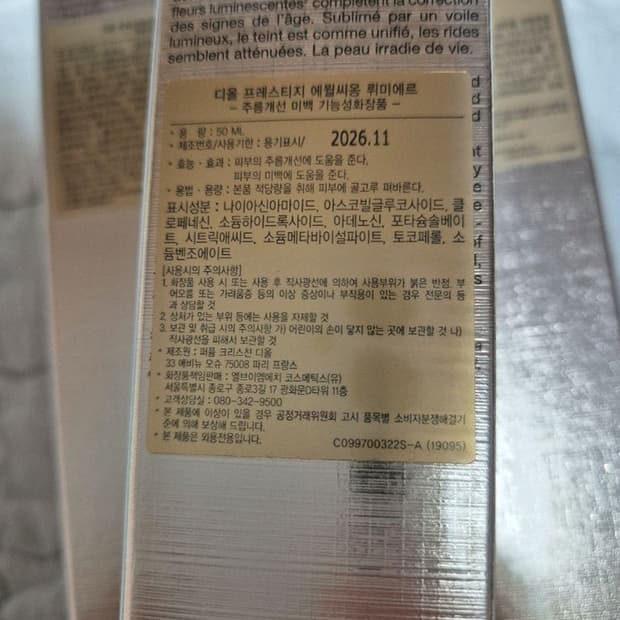 fleurs luminescentes' complètent la correction
des signes de l'âge. Sublimé par un voile
lumineux, le teint est comme unifié, les rides
semblent atténuées. La peau irradie de vie.
디올 프레스티지 에멀씨옹 뤼미에르
- 주름개선 미백 기능성화장품 -
• 용 량 : 50 ML
• 제조번호/사용기한 : 용기표시/ 2026.11
• 효능 · 효과 : 피부의 주름개선에 도움을 준다.
피부의 미백에 도움을 준다.
• 용법 · 용량 : 본품 적당량을 취해 피부에 골고루 펴바른다.
표시성분 : 나이아신아마이드, 아스코빌글루코사이드, 클
로페네신, 소듐하이드록사이드, 아데노신, 포타슘솔베이
트, 시트릭애씨드, 소듐메타바이설파이트, 토코페롤, 소
듐벤조에이트
[사용시의 주의사항]
1. 화장품 사용 시 또는 사용 후 직사광선에 의하여 사용부위가 붉은 반점, 부
어오름 또는 가려움증 등의 이상 증상이나 부작용이 있는 경우 전문의 등
과 상담할 것
2. 상처가 있는 부위 등에는 사용을 자제할 것
3. 보관 및 취급 시의 주의사항 가) 어린이의 손이 닿지 않는 곳에 보관할 것 나)
직사광선을 피해서 보관할 것
• 제조원 : 퍼퓸 크리스챤 디올
33 애비뉴 오슈 75008 파리 프랑스
• 화장품책임판매 : 엘브이엠에치 코스메틱스(유)
서울특별시 종로구 종로3길 17 광화문D타워 11층
• 고객상담실 : 080-342-9500
• 본 제품에 이상이 있을 경우 공정거래위원회 고시 품목별 소비자분쟁해결기
준에 의해 보상해 드립니다.
• 본 제품은 외용전용입니다.
C099700322S-A (19095)